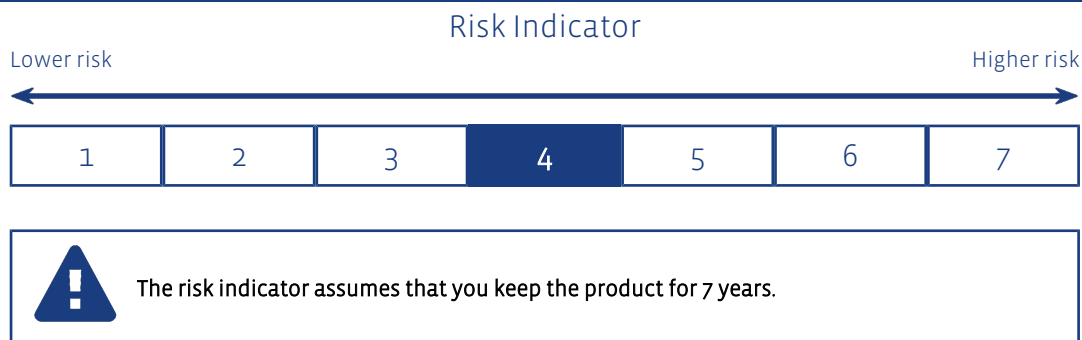 Risk Indicator
Lower risk Higher risk
1 2 3 4 5 6 7
The risk indicator assumes that you keep the product for 7 years.